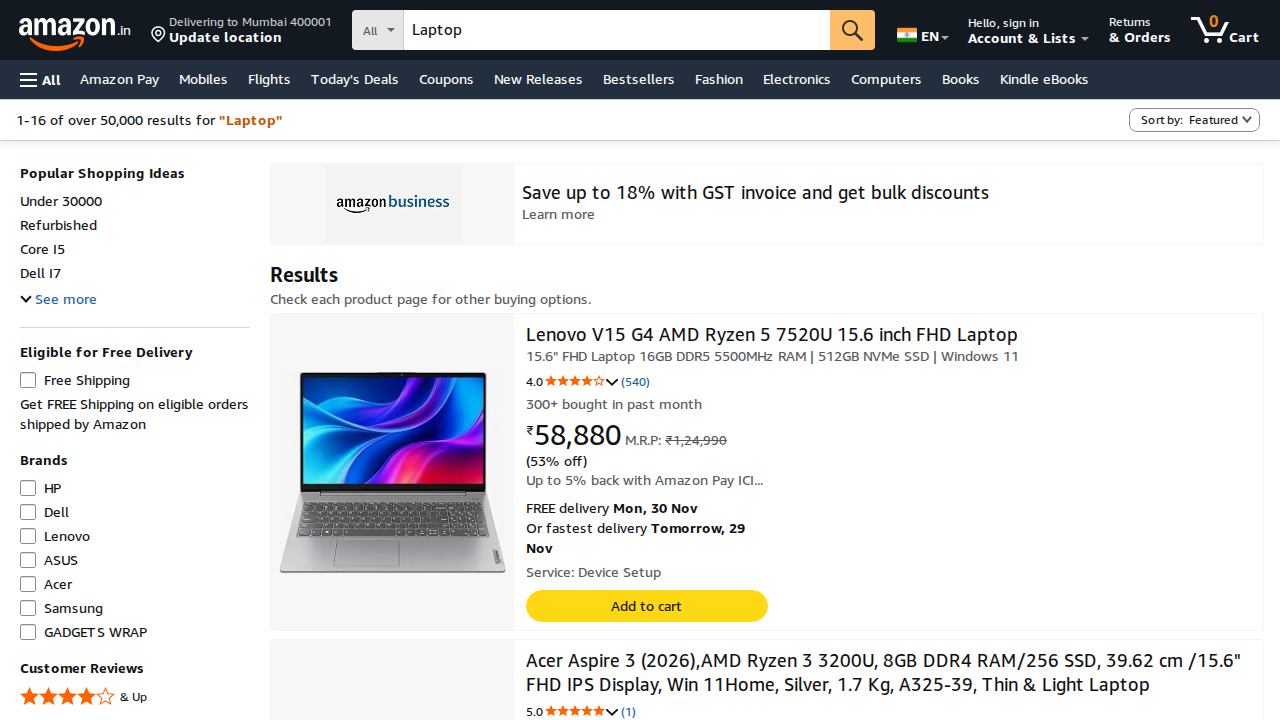 amazon.in
Delivering to Mumbai 400001
Update location
All
Laptop
EN
Hello, sign in
Account & Lists
Returns
& Orders
0
Cart
All
Amazon Pay
Mobiles
Flights
Today's Deals
Coupons
New Releases
Bestsellers
Fashion
Electronics
Computers
Books
Kindle eBooks
1-16 of over 50,000 results for "Laptop"
Sort by: Featured
Popular Shopping Ideas
Under 30000
Refurbished
Core I5
Dell I7
See more
Eligible for Free Delivery
Free Shipping
Get FREE Shipping on eligible orders
shipped by Amazon
Brands
HP
Dell
Lenovo
ASUS
Acer
Samsung
GADGETS WRAP
Customer Reviews
& Up
amazon business
Save up to 18% with GST invoice and get bulk discounts
Learn more
Results
Check each product page for other buying options.
Lenovo V15 G4 AMD Ryzen 5 7520U 15.6 inch FHD Laptop
15.6" FHD Laptop 16GB DDR5 5500MHz RAM | 512GB NVMe SSD | Windows 11
4.0 (540)
300+ bought in past month
₹58,880 M.R.P: ₹1,24,990
(53% off)
Up to 5% back with Amazon Pay ICI...
FREE delivery Mon, 30 Nov
Or fastest delivery Tomorrow, 29
Nov
Service: Device Setup
Add to cart
Acer Aspire 3 (2026),AMD Ryzen 3 3200U, 8GB DDR4 RAM/256 SSD, 39.62 cm /15.6"
FHD IPS Display, Win 11Home, Silver, 1.7 Kg, A325-39, Thin & Light Laptop
5.0 (1)